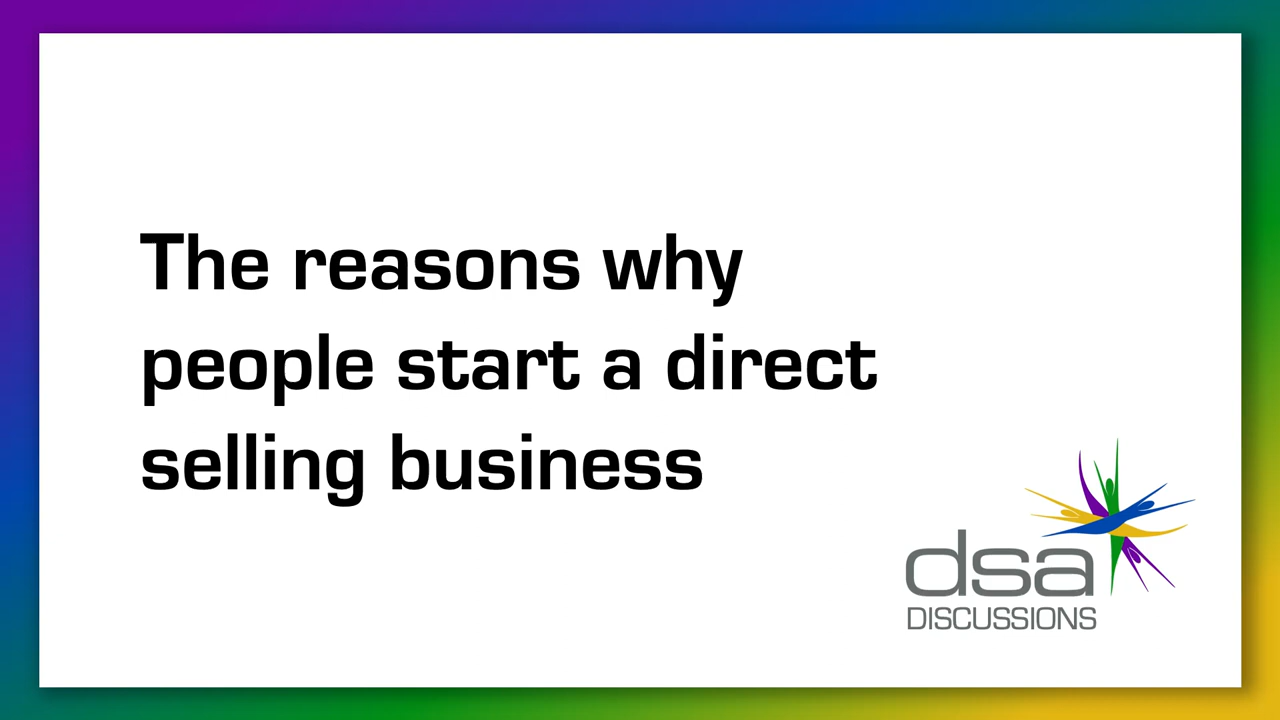 The reasons why
people start a direct
selling business
dsa
DISCUSSIONS